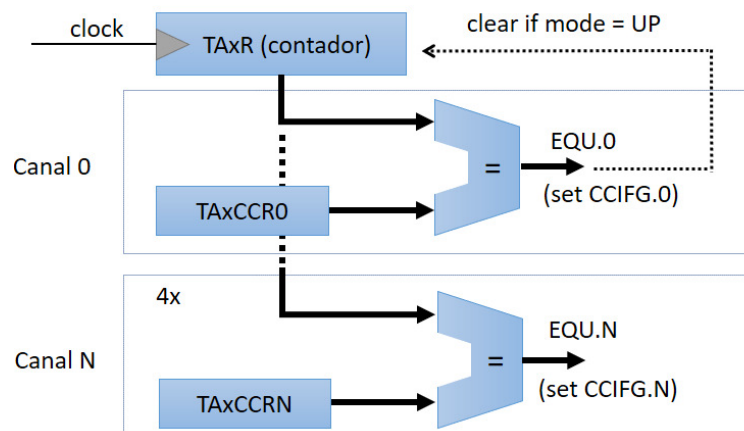 clock
TAxR (contador)
clear if mode = UP
Canal 0
TAxCCR0
=
EQU.0
(set CCIFG.0)
4x
Canal N
TAxCCRN
=
EQU.N
(set CCIFG.N)